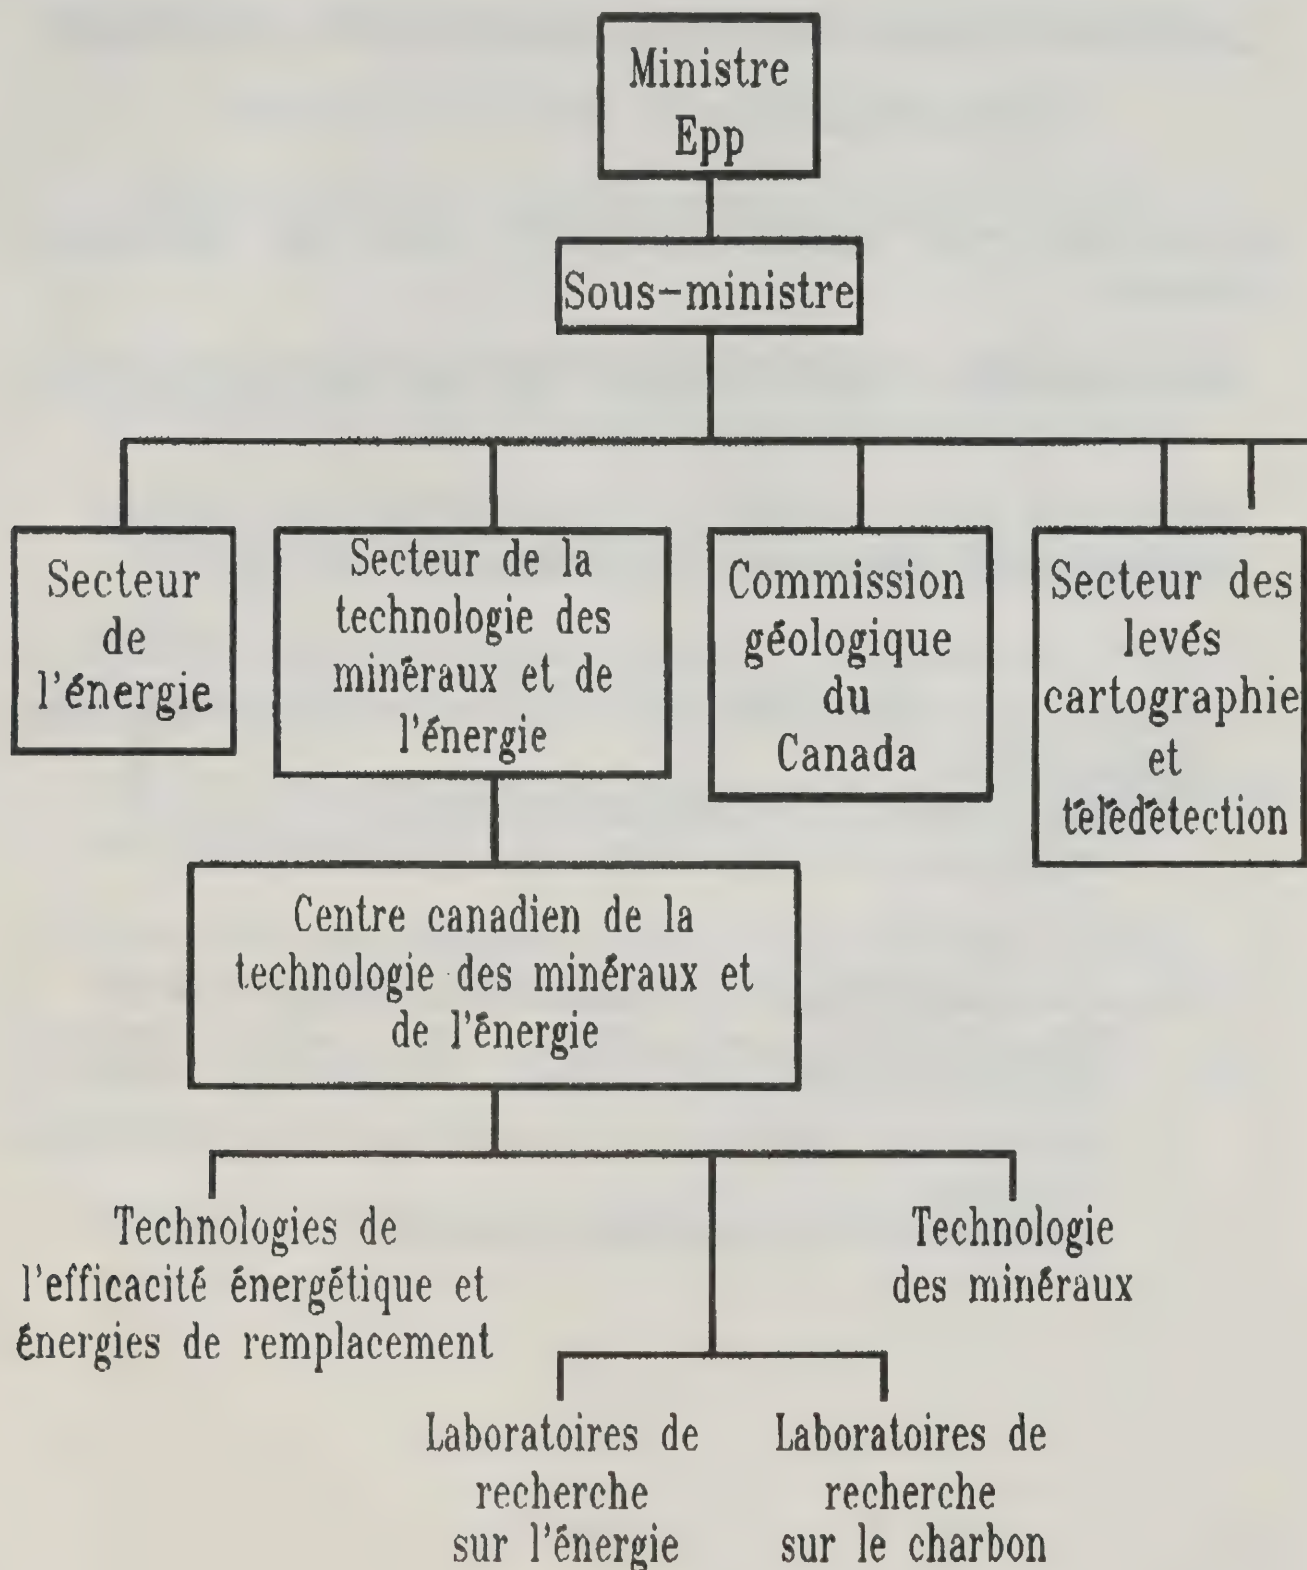 Ministre
Epp
Sous-ministre
Secteur
de
l'énergie
Secteur de la
technologie des
minéraux et de
l'énergie
Commission
géologique
du
Canada
Secteur des
levés
cartographie
et
télédétection
Centre canadien de la
technologie des minéraux et
de l'énergie
Technologies de
l'efficacité énergétique et
énergies de remplacement
Technologie
des minéraux
Laboratoires de
recherche
sur l'énergie
Laboratoires de
recherche
sur le charbon